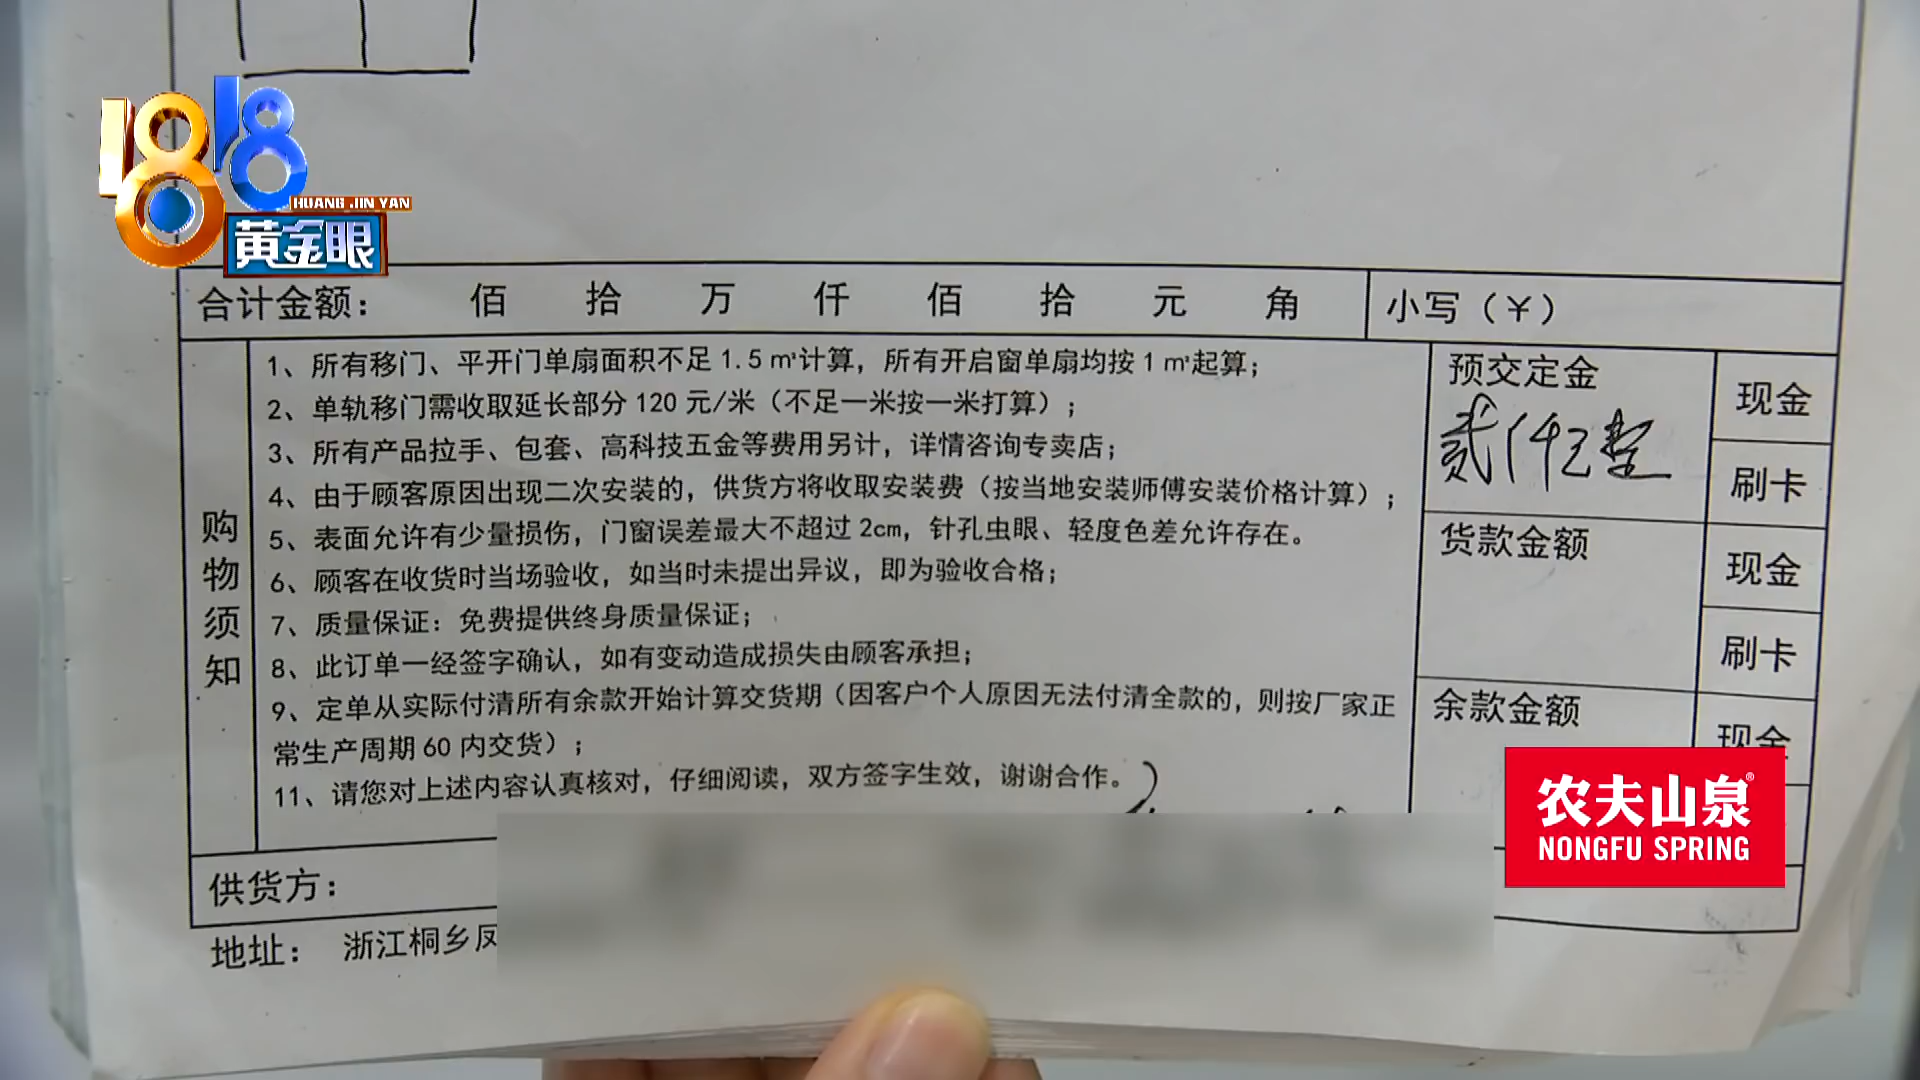 1818
HUANG JIN YAN
黄金眼
合计金额： 佰 拾 万 仟 佰 拾 元 角 小写（¥）
购物须知
1、所有移门、平开门单扇面积不足1.5㎡计算，所有开启窗单扇均按1㎡起算；
2、单轨移门需收取延长部分120元/米（不足一米按一米打算）；
3、所有产品拉手、包套、高科技五金等费用另计，详情咨询专卖店；
4、由于顾客原因出现二次安装的，供货方将收取安装费（按当地安装师傅安装价格计算）；
5、表面允许有少量损伤，门窗误差最大不超过2cm，针孔虫眼、轻度色差允许存在。
6、顾客在收货时当场验收，如当时未提出异议，即为验收合格；
7、质量保证：免费提供终身质量保证；
8、此订单一经签字确认，如有变动造成损失由顾客承担；
9、定单从实际付清所有余款开始计算交货期（因客户个人原因无法付清全款的，则按厂家正
常生产周期60内交货）；
11、请您对上述内容认真核对，仔细阅读，双方签字生效，谢谢合作。
预交定金
贰仟元整
现金
刷卡
货款金额
现金
刷卡
余款金额
现金
农夫山泉®
NONGFU SPRING
供货方：
地址： 浙江桐乡凤